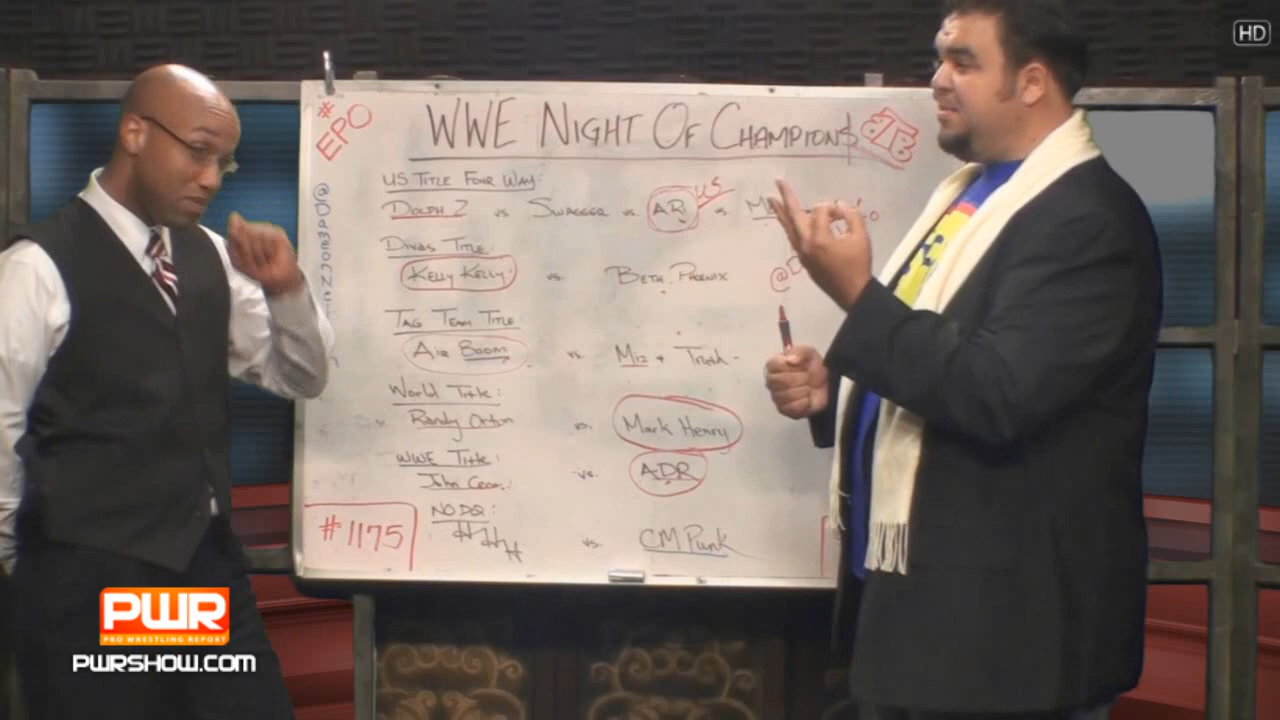 HD
#EPO
WWE NIGHT OF CHAMPION$
BTB
US TITLE FOUR WAY:
DOLPH Z vs SWAGGER vs. AR US vs
DIVAS TITLE:
KELLY KELLY vs. BETH PHOENIX
TAG TEAM TITLE:
AIR BOOM vs. MIZ + Truth
World Title:
Randy Orton vs. Mark Henry
WWE Title:
John Cena vs. ADR
NO DQ:
HHH vs. CM Punk
#1175
PWR
PRO WRESTLING REPORT
PWRSHOW.COM